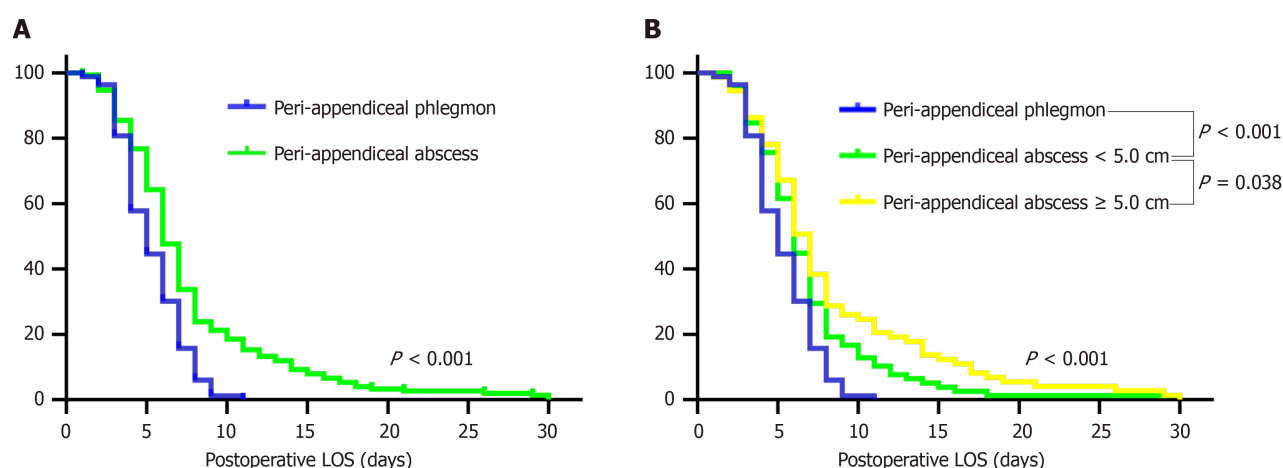 A
100
80
60
40
20
0
0 5 10 15 20 25 30
Postoperative LOS (days)
Peri-appendiceal phlegmon
Peri-appendiceal abscess
P < 0.001
B
100
80
60
40
20
0
0 5 10 15 20 25 30
Postoperative LOS (days)
Peri-appendiceal phlegmon
Peri-appendiceal abscess < 5.0 cm
Peri-appendiceal abscess ≥ 5.0 cm
P < 0.001
P = 0.038
P < 0.001